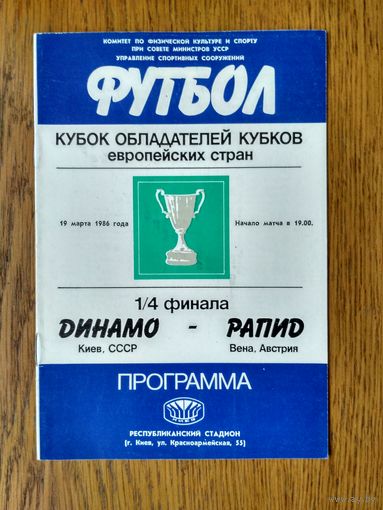 КОМИТЕТ ПО ФИЗИЧЕСКОЙ КУЛЬТУРЕ И СПОРТУ
ПРИ СОВЕТЕ МИНИСТРОВ УССР
УПРАВЛЕНИЕ СПОРТИВНЫХ СООРУЖЕНИЙ
ФУТБОЛ
КУБОК ОБЛАДАТЕЛЕЙ КУБКОВ
европейских стран
19 марта 1986 года
Начало матча в 19.00.
1/4 финала
ДИНАМО - РАПИД
Киев, СССР Вена, Австрия
ПРОГРАММА
КИЕВ
РЕСПУБЛИКАНСКИЙ СТАДИОН
(г. Киев, ул. Красноармейская, 55)